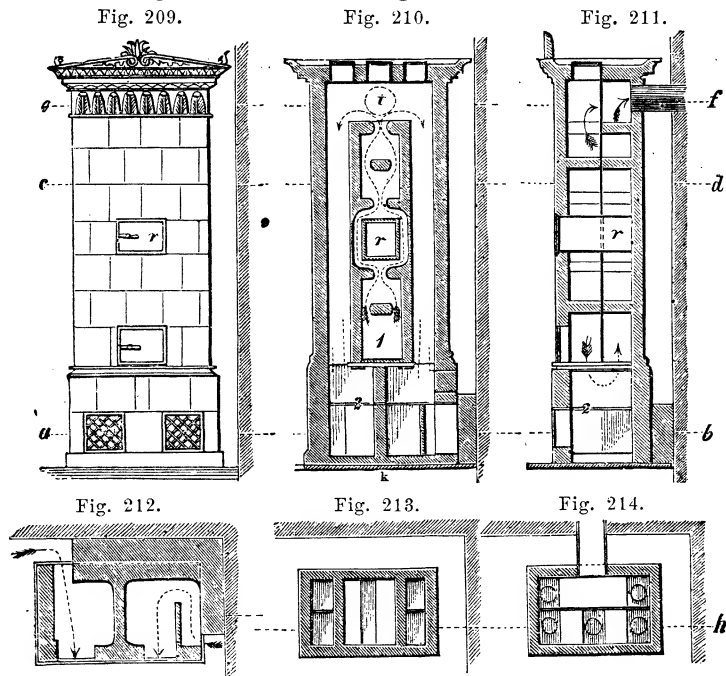 Fig. 209.
Fig. 210.
Fig. 211.
g
f
t
c
d
r
r
r
1
2
2
a
b
k
Fig. 212.
Fig. 213.
Fig. 214.
h